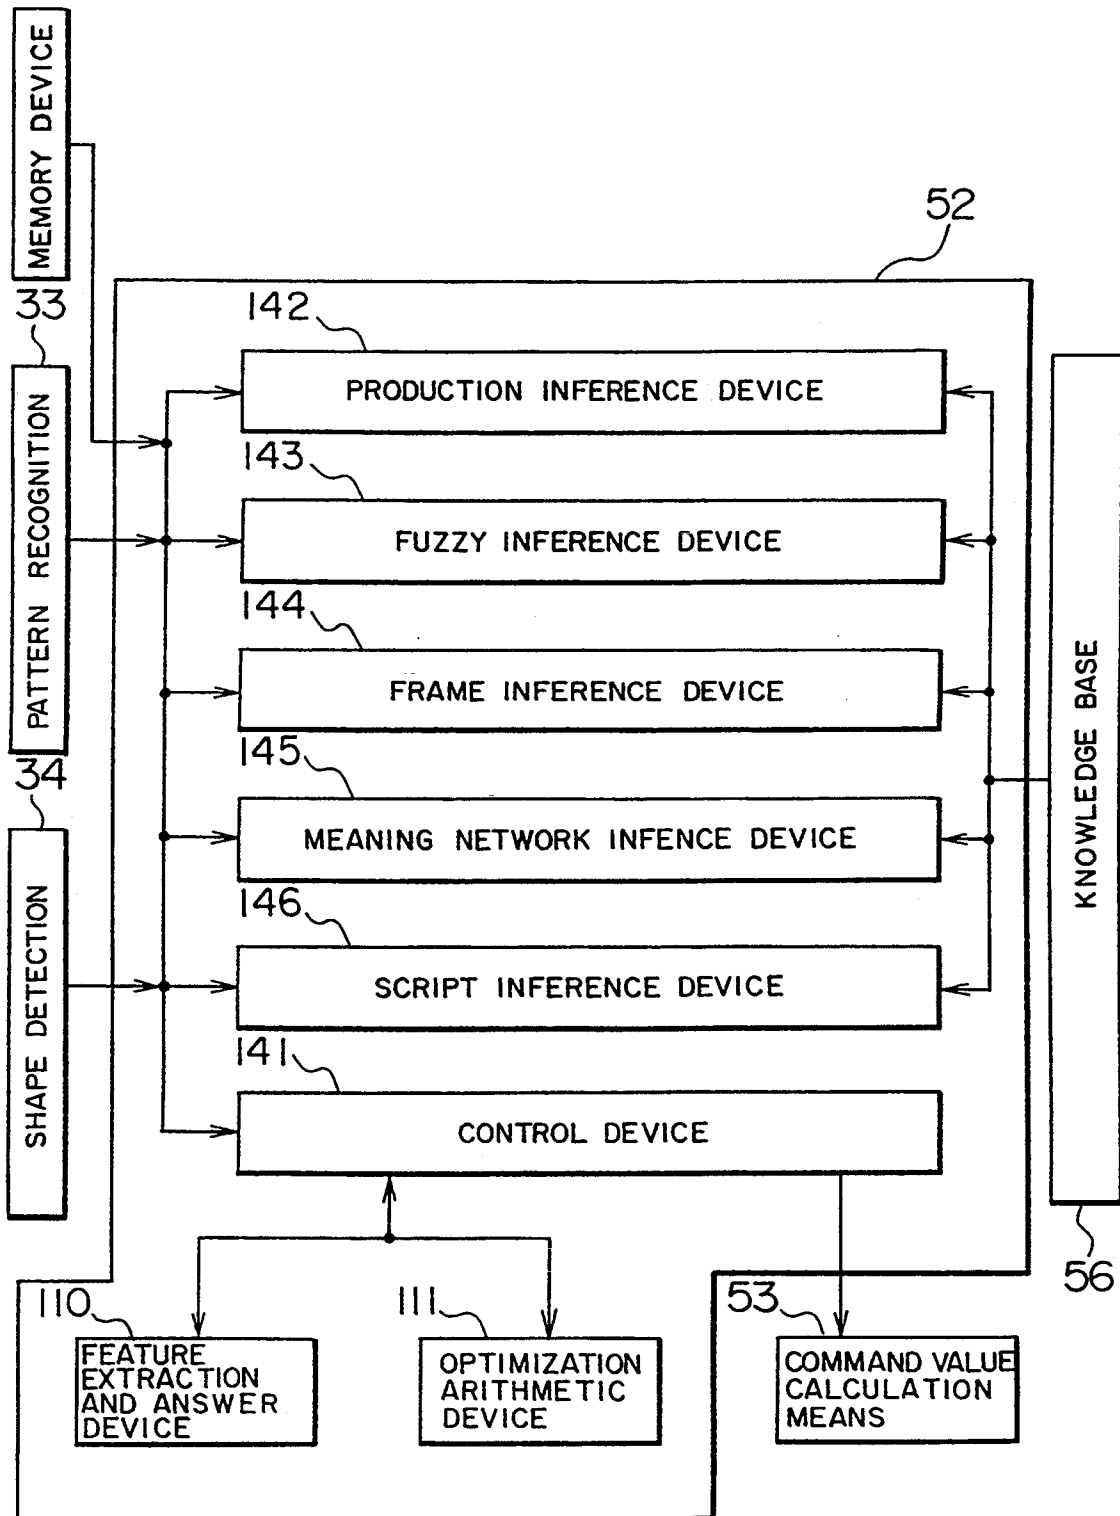 MEMORY DEVICE
52
33
142
PRODUCTION INFERENCE DEVICE
PATTERN RECOGNITION
143
FUZZY INFERENCE DEVICE
144
FRAME INFERENCE DEVICE
KNOWLEDGE BASE
34
145
MEANING NETWORK INFENCE DEVICE
SHAPE DETECTION
146
SCRIPT INFERENCE DEVICE
141
CONTROL DEVICE
56
110
FEATURE
EXTRACTION
AND ANSWER
DEVICE
111
OPTIMIZATION
ARITHMETIC
DEVICE
53
COMMAND VALUE
CALCULATION
MEANS